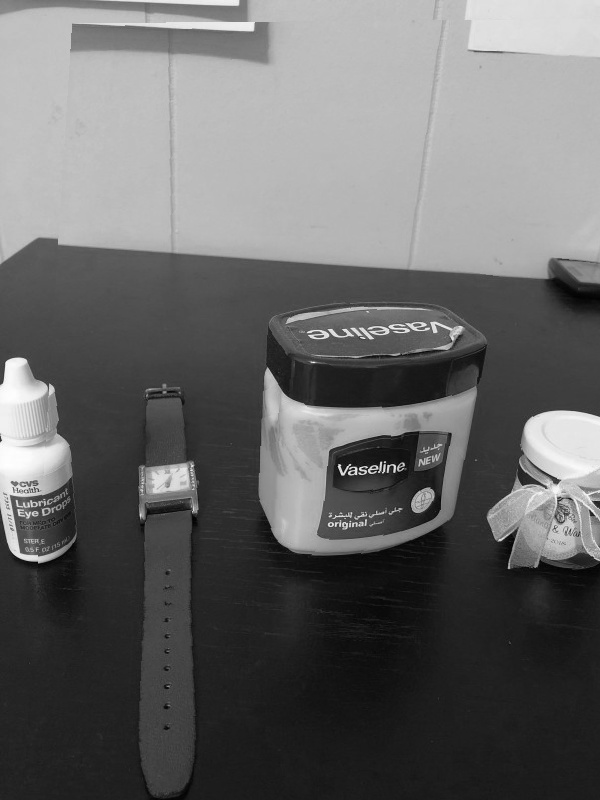 CVS
Health
Lubricant
Eye Drops
STERILE
0.5 FL OZ (15 mL)
Vaseline
Vaseline
جديد
NEW
جلي أصلي نقي للبشرة
original أصلي